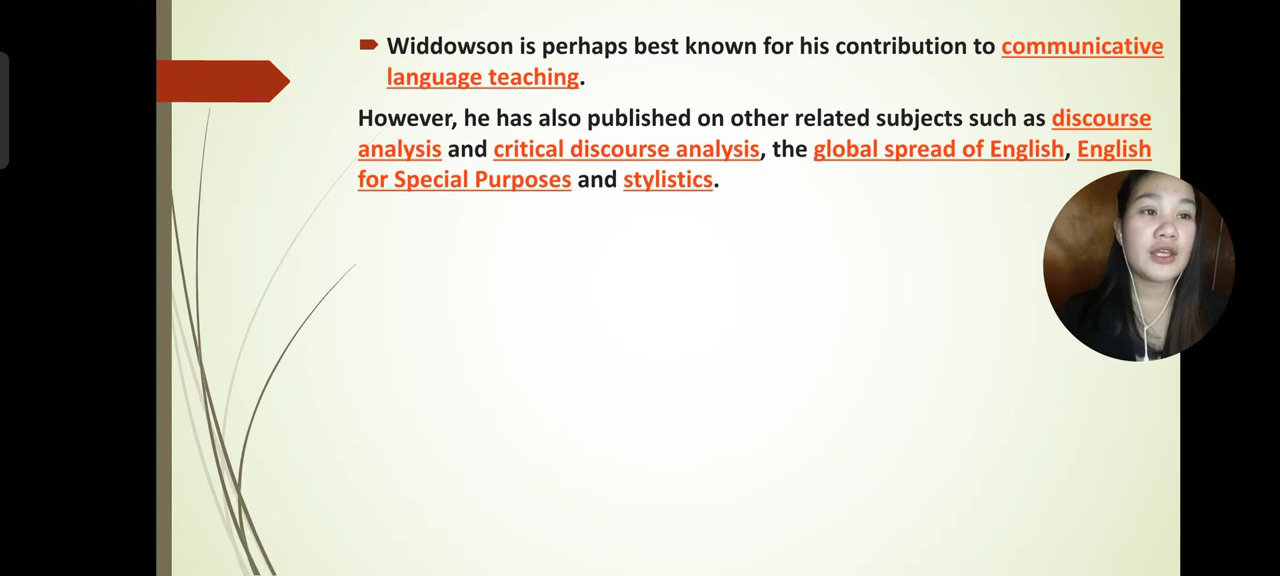 Widdowson is perhaps best known for his contribution to communicative
language teaching.
However, he has also published on other related subjects such as discourse
analysis and critical discourse analysis, the global spread of English, English
for Special Purposes and stylistics.